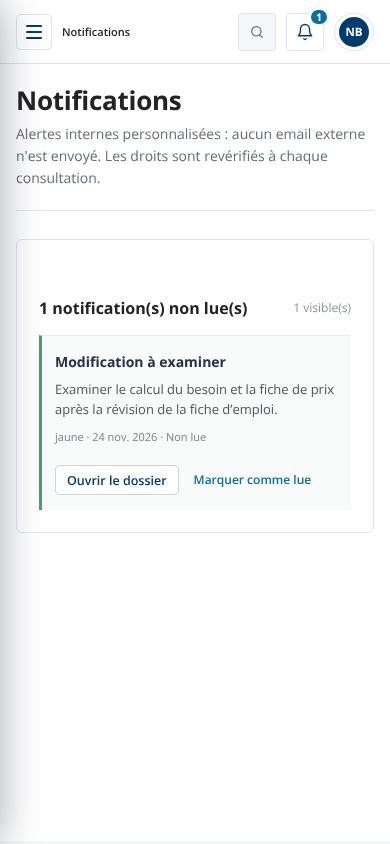 Notifications
1
NB
Notifications
Alertes internes personnalisées : aucun email externe
n'est envoyé. Les droits sont revérifiés à chaque
consultation.
1 notification(s) non lue(s)
1 visible(s)
Modification à examiner
Examiner le calcul du besoin et la fiche de prix
après la révision de la fiche d’emploi.
jaune · 24 nov. 2026 · Non lue
Ouvrir le dossier
Marquer comme lue